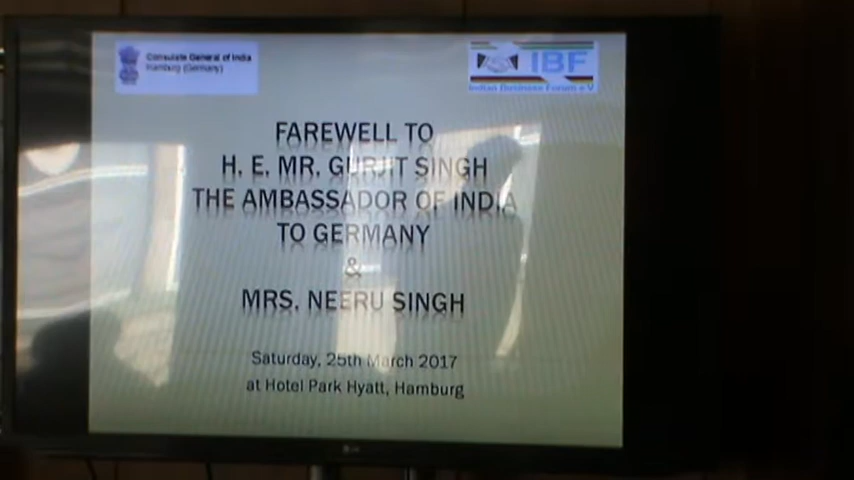 Consulate General of India
Hamburg (Germany)
IBF
Indian Business Forum e.V
FAREWELL TO
H. E. MR. GURJIT SINGH
THE AMBASSADOR OF INDIA
TO GERMANY
&
MRS. NEERU SINGH
Saturday, 25th March 2017
at Hotel Park Hyatt, Hamburg
LG